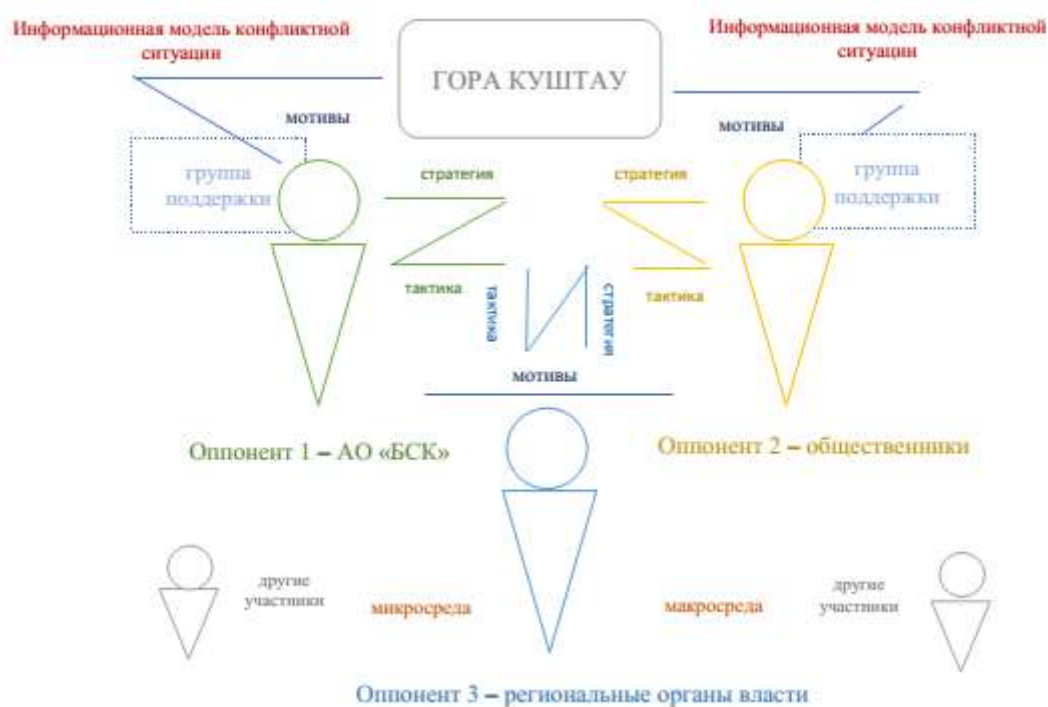 Информационная модель конфликтной
ситуации
Информационная модель конфликтной
ситуации
ГОРА КУШТАУ
мотивы
мотивы
группа
поддержки
группа
поддержки
стратегия
стратегия
тактика
тактика
тактика
стратегия
мотивы
Оппонент 1 – АО «БСК»
Оппонент 2 – общественники
другие
участники
микросреда
макросреда
другие
участники
Оппонент 3 – региональные органы власти